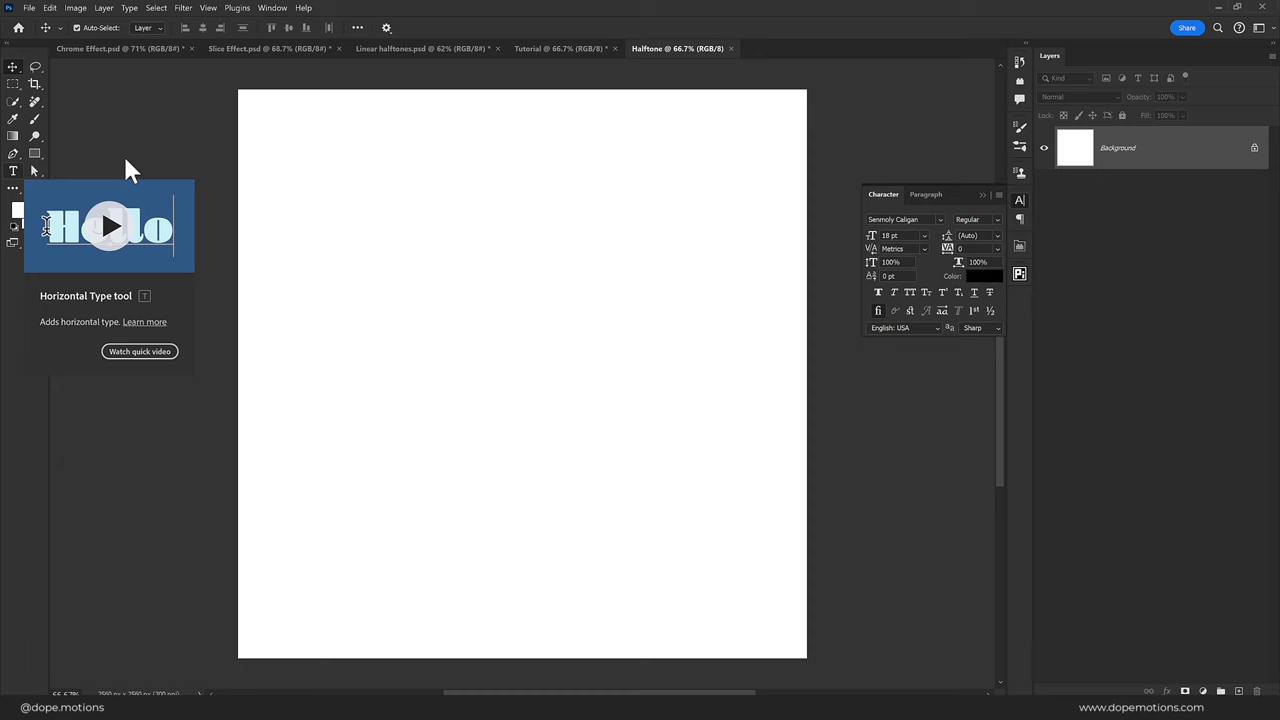 Ps File Edit Image Layer Type Select Filter View Plugins Window Help
Auto-Select: Layer Share
Chrome Effect.psd @ 71% (RGB/8#) * Slice Effect.psd @ 68.7% (RGB/8#) * Linear halftones.psd @ 62% (RGB/8#) * Tutorial @ 66.7% (RGB/8) * Halftone @ 66.7% (RGB/8)
Layers
Kind
Normal Opacity: 100%
Lock: Fill: 100%
Background
Hello
Horizontal Type tool T
Adds horizontal type. Learn more
Watch quick video
Character Paragraph
Senmoly Caligan Regular
18 pt (Auto)
Metrics 0
100% 100%
0 pt Color:
English: USA Sharp
@dope.motions www.dopemotions.com